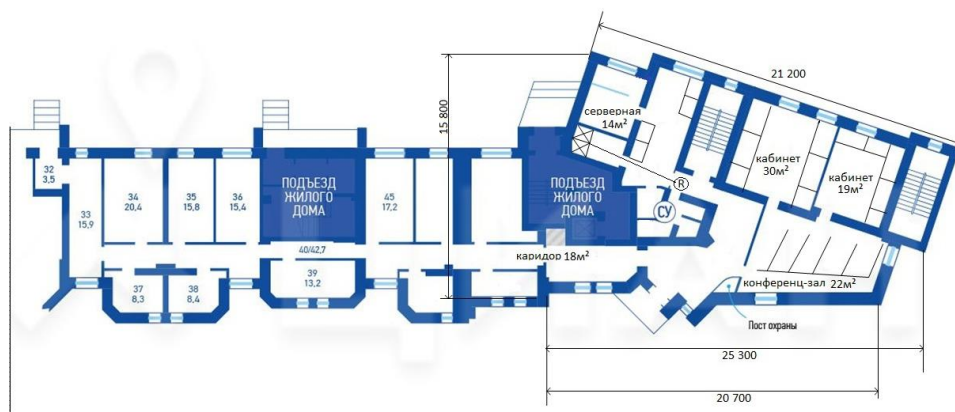 21 200
15 800
серверная
14м²
кабинет
30м²
кабинет
19м²
R
СУ
32
3,5
33
15,9
34
20,4
35
15,8
36
15,4
ПОДЪЕЗД
ЖИЛОГО
ДОМА
45
17,2
ПОДЪЕЗД
ЖИЛОГО
ДОМА
40/42,7
39
13,2
37
8,3
38
8,4
каридор 18м²
конференц-зал 22м²
Пост охраны
25 300
20 700